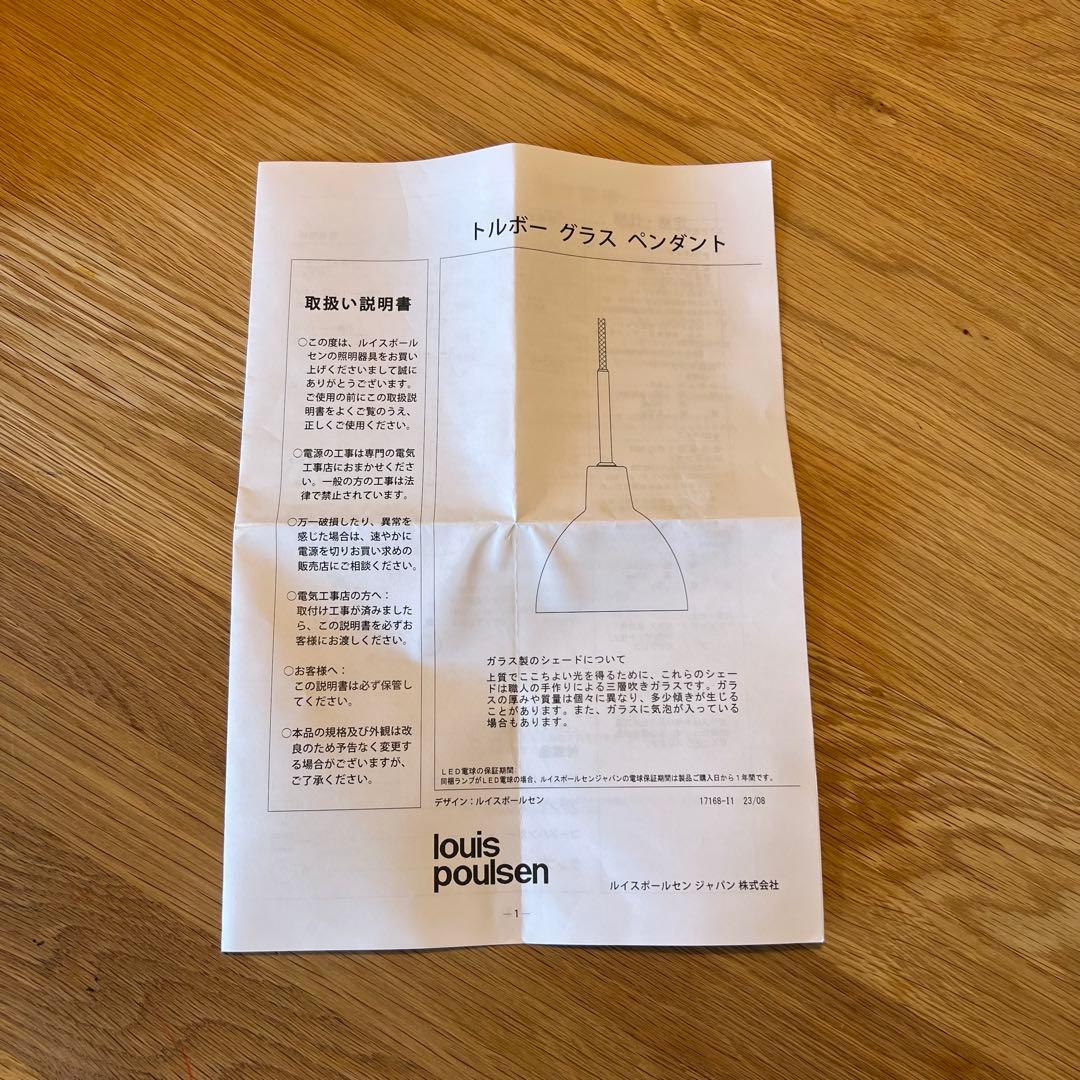 トルボー グラス ペンダント
取扱い説明書
○この度は、ルイスポール
センの照明器具をお買い
上げくださいまして誠に
ありがとうございます。
ご使用の前にこの取扱説
明書をよくご覧のうえ、
正しくご使用ください。
○電源の工事は専門の電気
工事店におまかせくださ
い。一般の方の工事は法
律で禁止されています。
○万一破損したり、異常を
感じた場合は、速やかに
電源を切りお買い求めの
販売店にご相談ください。
○電気工事店の方へ：
取付け工事が済みました
ら、この説明書を必ずお
客様にお渡しください。
○お客様へ：
この説明書は必ず保管し
てください。
○本品の規格及び外観は改
良のため予告なく変更す
る場合がございますが、
ご了承ください。
ガラス製のシェードについて
上質でここちよい光を得るために、これらのシェー
ドは職人の手作りによる三層吹きガラスです。ガラ
スの厚みや質量は個々に異なり、多少傾きが生じる
ことがあります。また、ガラスに気泡が入っている
場合もあります。
ＬＥＤ電球の保証期間
同梱ランプがＬＥＤ電球の場合、ルイスポールセンジャパンの電球保証期間は製品ご購入日から１年間です。
デザイン：ルイスポールセン
17168-I1 23/08
louis
poulsen
ルイスポールセン ジャパン 株式会社
－1－